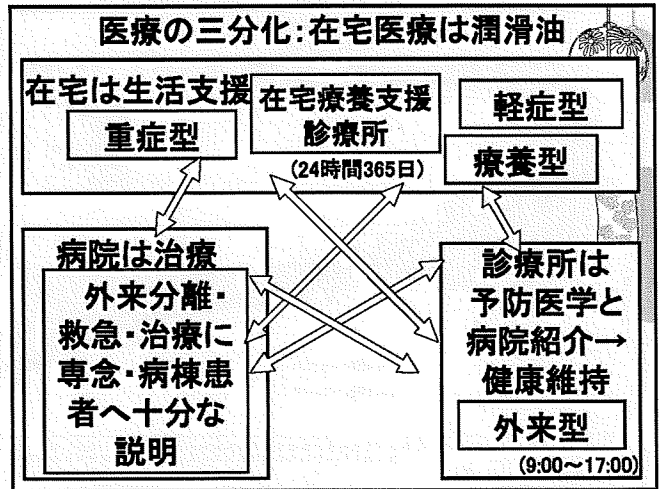 医療の三分化:在宅医療は潤滑油
在宅は生活支援
重症型
在宅療養支援
診療所
(24時間365日)
軽症型
療養型
病院は治療
外来分離・
救急・治療に
専念・病棟患
者へ十分な
説明
診療所は
予防医学と
病院紹介→
健康維持
外来型
(9:00～17:00)